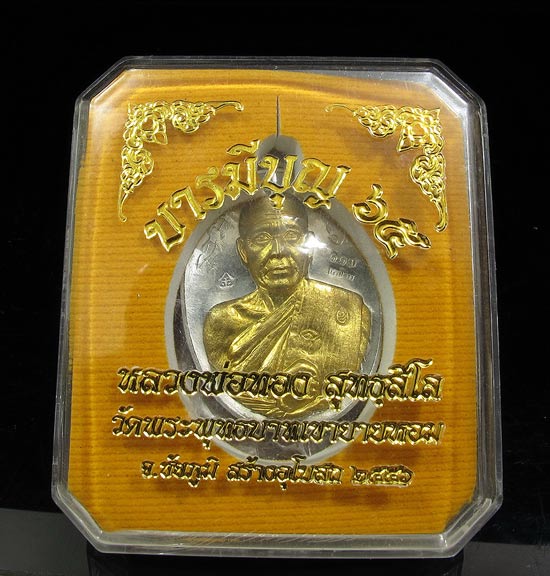 บารมีบุญ ๖๕
หลวงพ่อทอง สุทธสีโล
วัดพระพุทธบาทเขายายหอม
จ.ชัยภูมิ สร้างอุโบสถ ๒๕๕๖